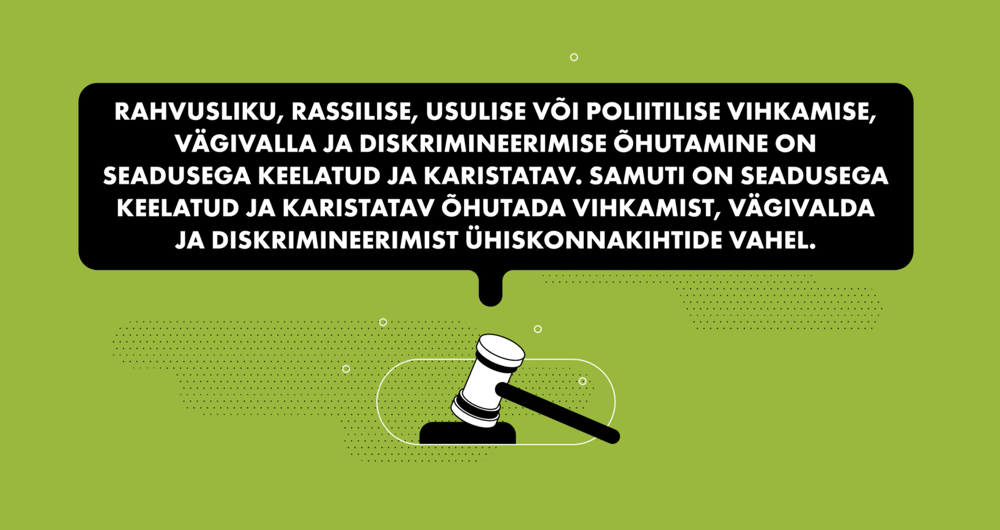 RAHVUSLIKU, RASSILISE, USULISE VÕI POLIITILISE VIHKAMISE,
VÄGIVALLA JA DISKRIMINEERIMISE ÕHUTAMINE ON
SEADUSEGA KEELATUD JA KARISTATAV. SAMUTI ON SEADUSEGA
KEELATUD JA KARISTATAV ÕHUTADA VIHKAMIST, VÄGIVALDA
JA DISKRIMINEERIMIST ÜHISKONNAKIHTIDE VAHEL.